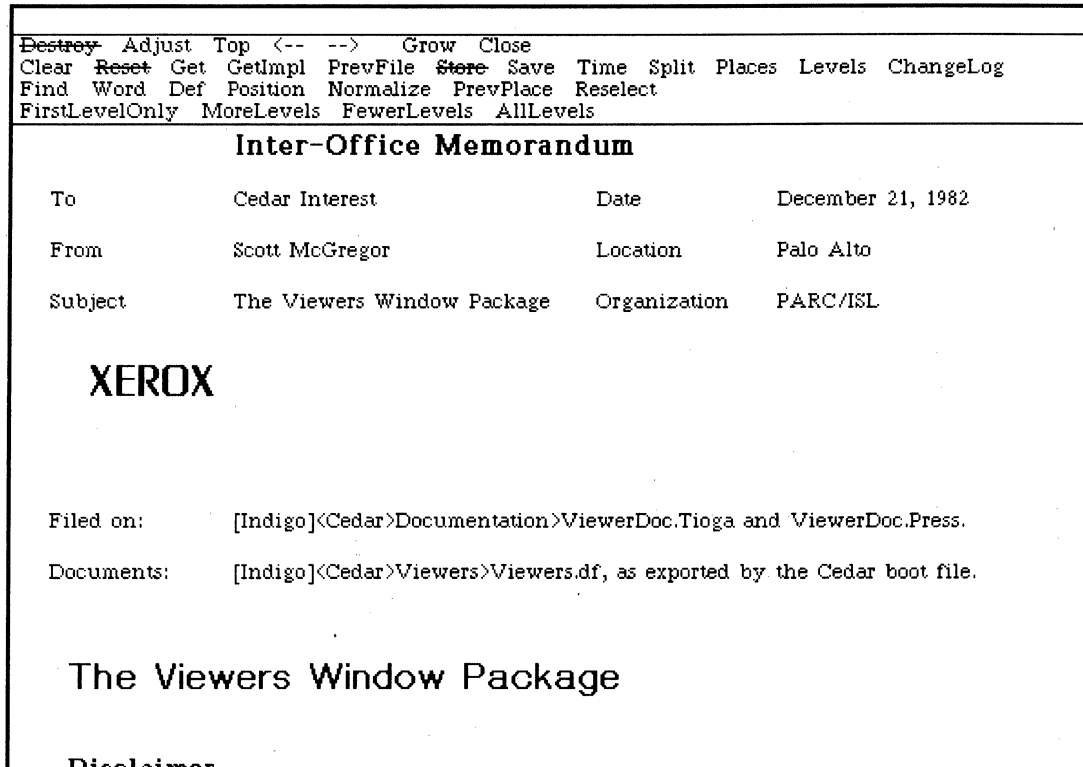 Destroy Adjust Top <-- --> Grow Close
Clear Reset Get GetImpl PrevFile Store Save Time Split Places Levels ChangeLog
Find Word Def Position Normalize PrevPlace Reselect
FirstLevelOnly MoreLevels FewerLevels AllLevels
Inter-Office Memorandum
To Cedar Interest Date December 21, 1982
From Scott McGregor Location Palo Alto
Subject The Viewers Window Package Organization PARC/ISL
XEROX
Filed on: [Indigo]<Cedar>Documentation>ViewerDoc.Tioga and ViewerDoc.Press.
Documents: [Indigo]<Cedar>Viewers>Viewers.df, as exported by the Cedar boot file.
The Viewers Window Package
Disclaimer